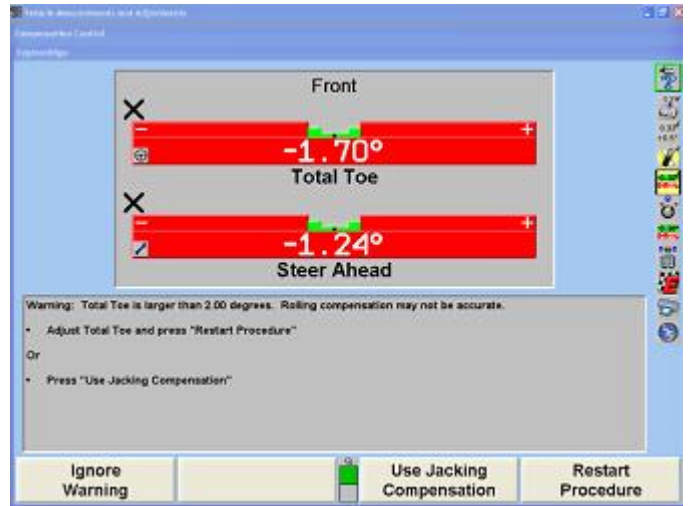 Compensation Control
Front
-1.70°
Total Toe
-1.24°
Steer Ahead
Warning: Total Toe is larger than 2.00 degrees. Rolling compensation may not be accurate.
• Adjust Total Toe and press "Restart Procedure"
Or
• Press "Use Jacking Compensation"
Ignore
Warning
Use Jacking
Compensation
Restart
Procedure